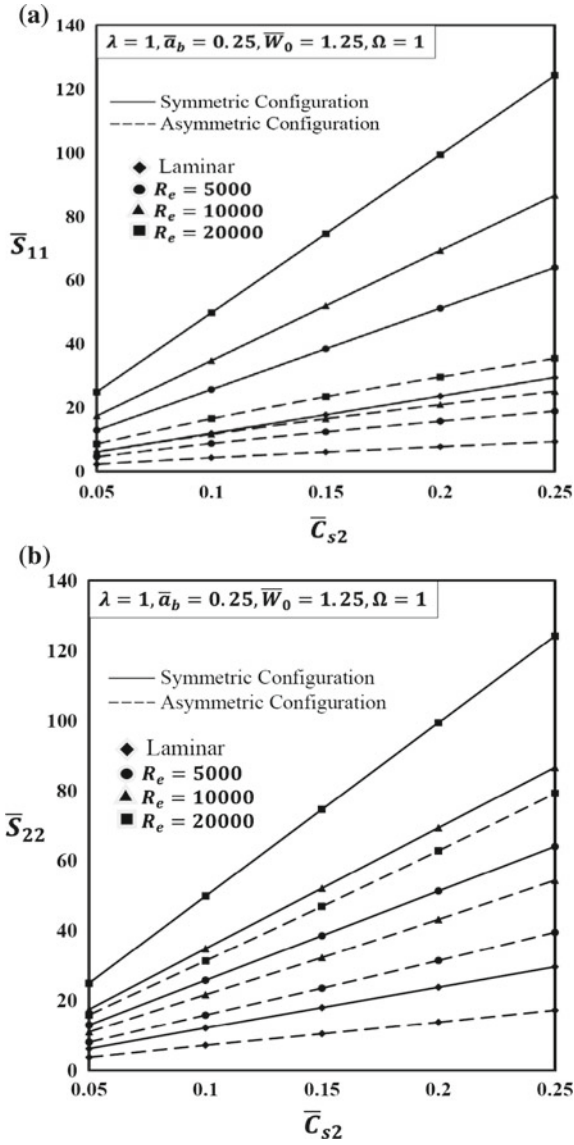 (a)
140
120
100
80
60
40
20
0
λ = 1, a̅_b = 0.25, W̅_0 = 1.25, Ω = 1
Symmetric Configuration
Asymmetric Configuration
Laminar
R_e = 5000
R_e = 10000
R_e = 20000
S̅_11
0.05 0.1 0.15 0.2 0.25
C̅_s2
(b)
140
120
100
80
60
40
20
0
λ = 1, a̅_b = 0.25, W̅_0 = 1.25, Ω = 1
Symmetric Configuration
Asymmetric Configuration
Laminar
R_e = 5000
R_e = 10000
R_e = 20000
S̅_22
0.05 0.1 0.15 0.2 0.25
C̅_s2